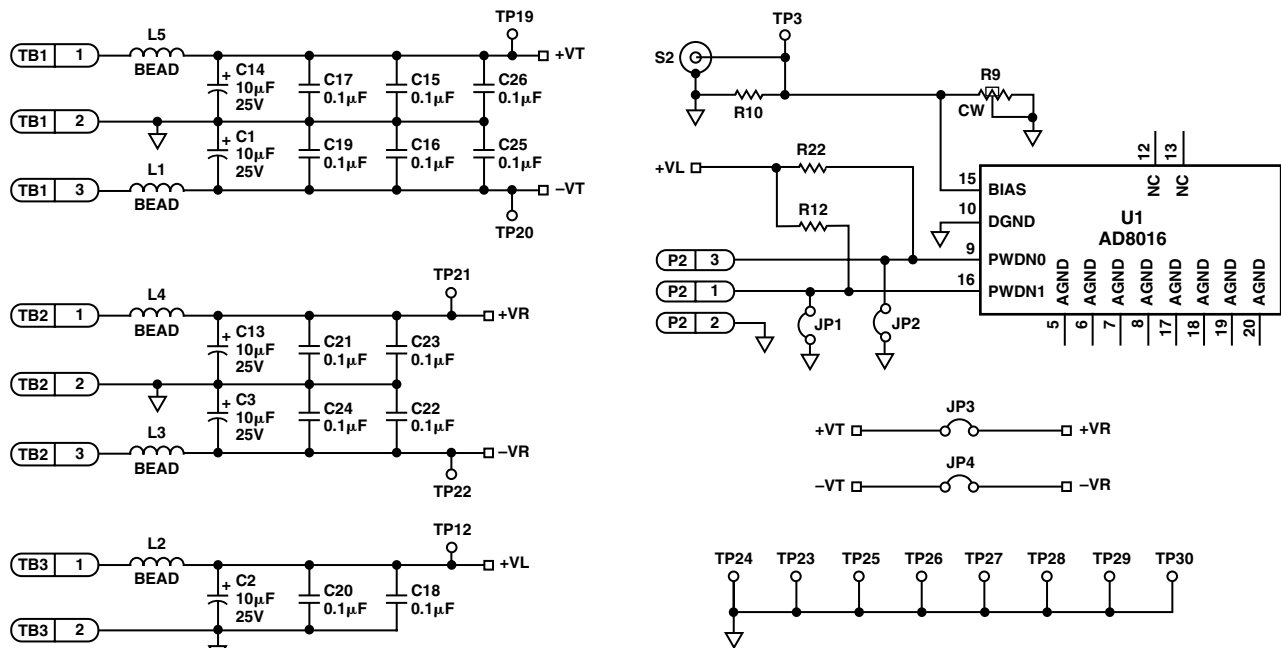 TP19
L5
TB1 1
BEAD
+VT
+ C14
10μF
25V
C17
0.1μF
C15
0.1μF
C26
0.1μF
TB1 2
+ C1
10μF
25V
C19
0.1μF
C16
0.1μF
C25
0.1μF
L1
TB1 3
BEAD
–VT
TP20
TP21
L4
TB2 1
BEAD
+VR
+ C13
10μF
25V
C21
0.1μF
C23
0.1μF
TB2 2
+ C3
10μF
25V
C24
0.1μF
C22
0.1μF
L3
TB2 3
BEAD
–VR
TP22
TP12
L2
TB3 1
BEAD
+VL
+ C2
10μF
25V
C20
0.1μF
C18
0.1μF
TB3 2
TP3
S2
R10
R9
CW
+VL
R22
R12
P2 3
P2 1
P2 2
JP1
JP2
12
13
NC
NC
15 BIAS
10 DGND
9 PWDN0
16 PWDN1
U1
AD8016
AGND
AGND
AGND
AGND
AGND
AGND
AGND
AGND
5
6
7
8
17
18
19
20
JP3
+VT
+VR
JP4
–VT
–VR
TP24
TP23
TP25
TP26
TP27
TP28
TP29
TP30